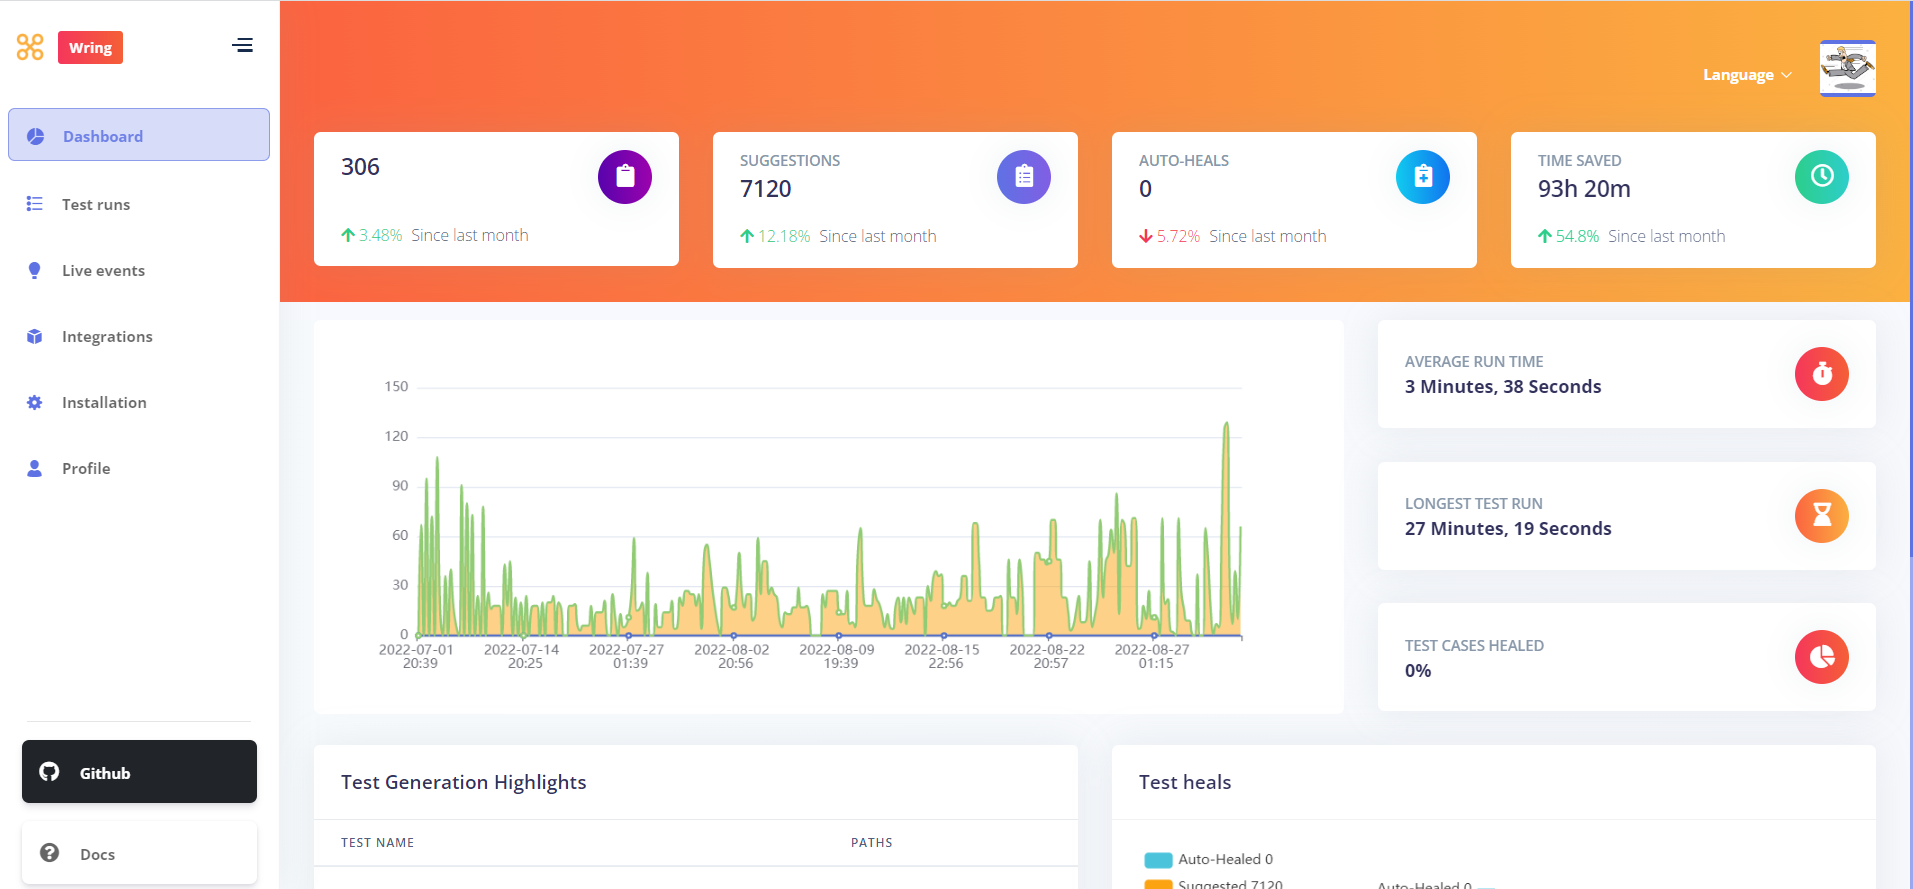 Wring
Dashboard
Test runs
Live events
Integrations
Installation
Profile
Github
Docs
Language
306
3.48% Since last month
SUGGESTIONS
7120
12.18% Since last month
AUTO-HEALS
0
5.72% Since last month
TIME SAVED
93h 20m
54.8% Since last month
150
120
90
60
30
0
2022-07-01 2022-07-14 2022-07-27 2022-08-02 2022-08-09 2022-08-15 2022-08-22 2022-08-27
20:39 20:25 01:39 20:56 19:39 22:56 20:57 01:15
AVERAGE RUN TIME
3 Minutes, 38 Seconds
LONGEST TEST RUN
27 Minutes, 19 Seconds
TEST CASES HEALED
0%
Test Generation Highlights
TEST NAME PATHS
Test heals
Auto-Healed 0
Suggested 7120
Auto-Healed 0